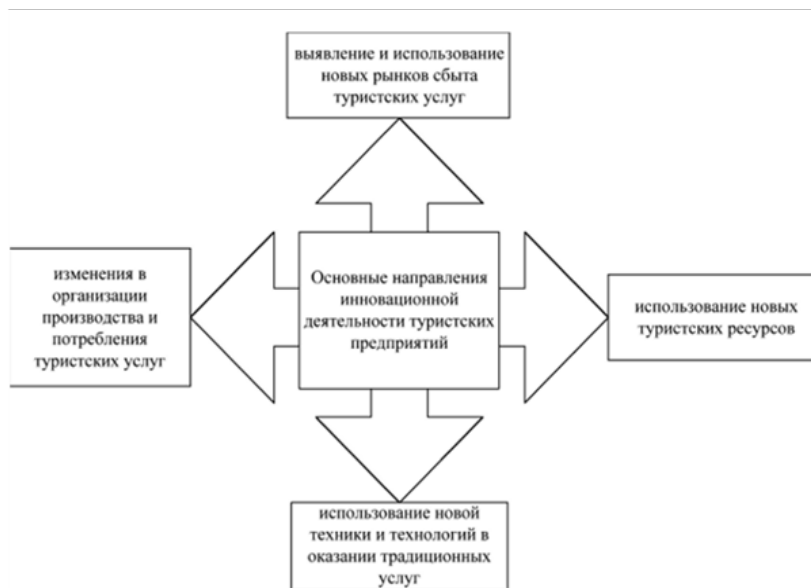 выявление и использование
новых рынков сбыта
туристских услуг
изменения в
организации
производства и
потребления
туристских услуг
Основные направления
инновационной
деятельности туристских
предприятий
использование новых
туристских ресурсов
использование новой
техники и технологий в
оказании традиционных
услуг